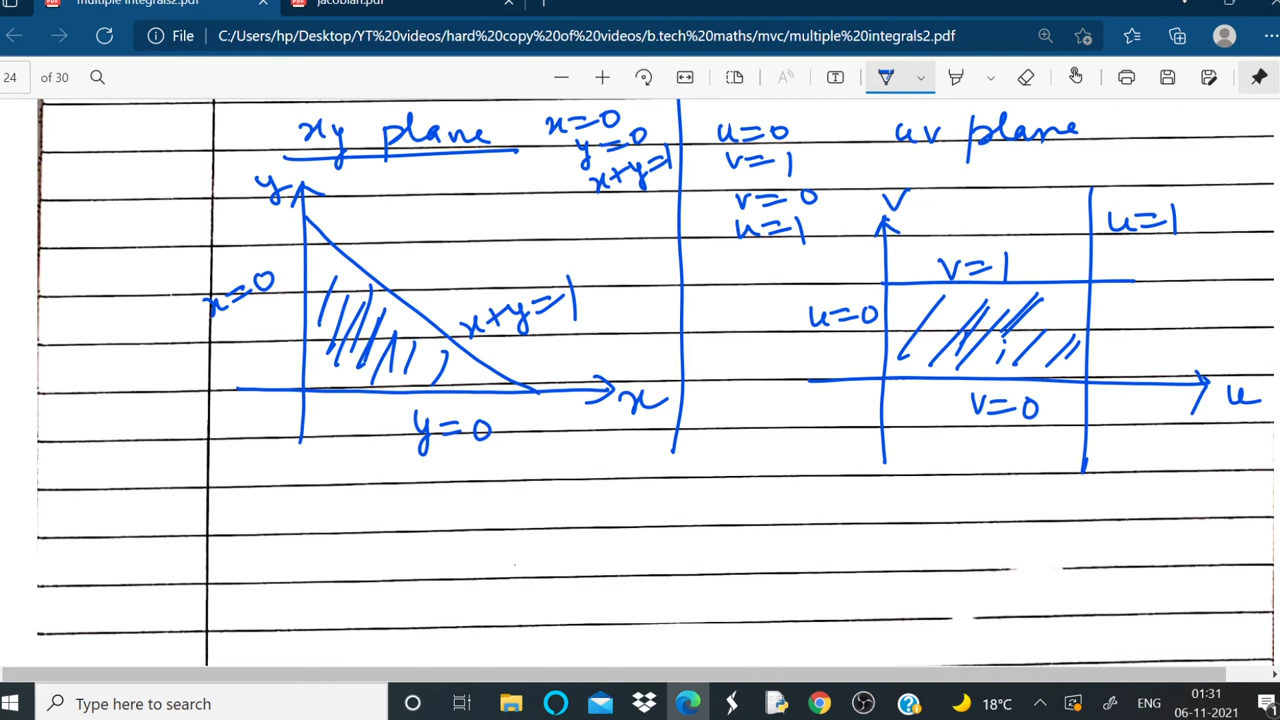 multiple integrals2.pdf
jacobian.pdf
File C:/Users/hp/Desktop/YT%20videos/hard%20copy%20of%20videos/b.tech%20maths/mvc/multiple%20integrals2.pdf
24 of 30
xy plane
x=0
y=0
x+y=1
y
x=0
x+y=1
x
y=0
u=0
v=1
v=0
u=1
uv plane
v
u=1
v=1
u=0
v=0
u
Type here to search
18°C
ENG
01:31
06-11-2021